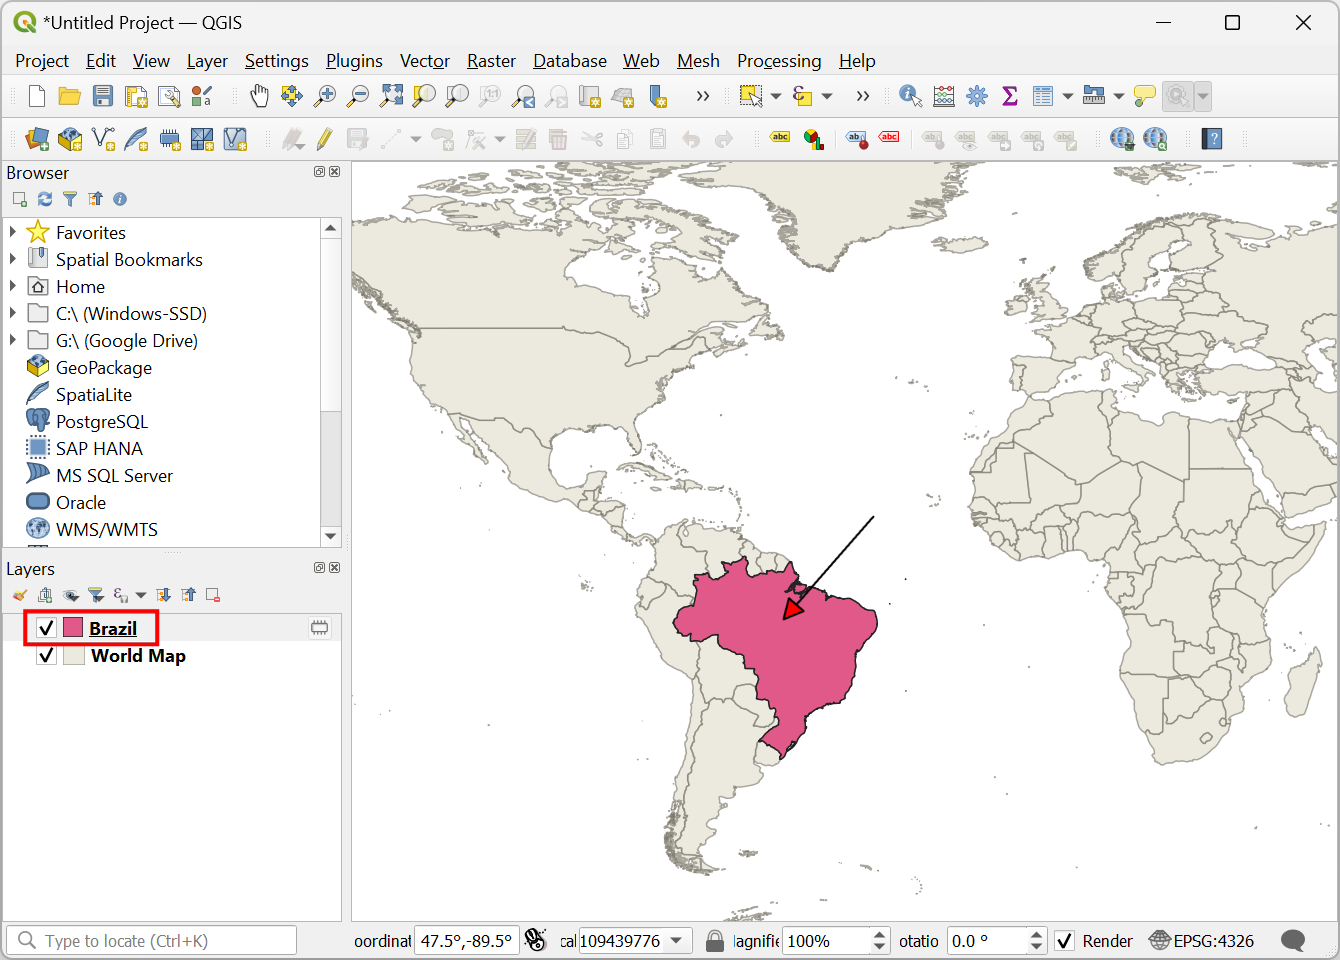 *Untitled Project — QGIS
Project Edit View Layer Settings Plugins Vector Raster Database Web Mesh Processing Help
abc abc abc
Browser
Favorites
Spatial Bookmarks
Home
C:\ (Windows-SSD)
G:\ (Google Drive)
GeoPackage
SpatiaLite
PostgreSQL
SAP HANA
MS SQL Server
Oracle
WMS/WMTS
Layers
Brazil
World Map
Type to locate (Ctrl+K)
oordinat 47.5°,-89.5° cal 109439776 lagnifie 100% otatio 0.0 ° Render EPSG:4326